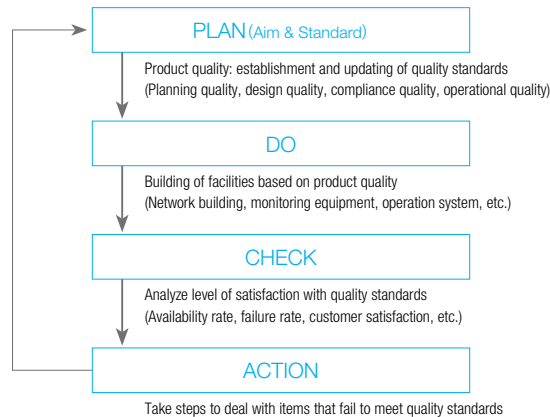 PLAN (Aim & Standard)
Product quality: establishment and updating of quality standards
(Planning quality, design quality, compliance quality, operational quality)
DO
Building of facilities based on product quality
(Network building, monitoring equipment, operation system, etc.)
CHECK
Analyze level of satisfaction with quality standards
(Availability rate, failure rate, customer satisfaction, etc.)
ACTION
Take steps to deal with items that fail to meet quality standards